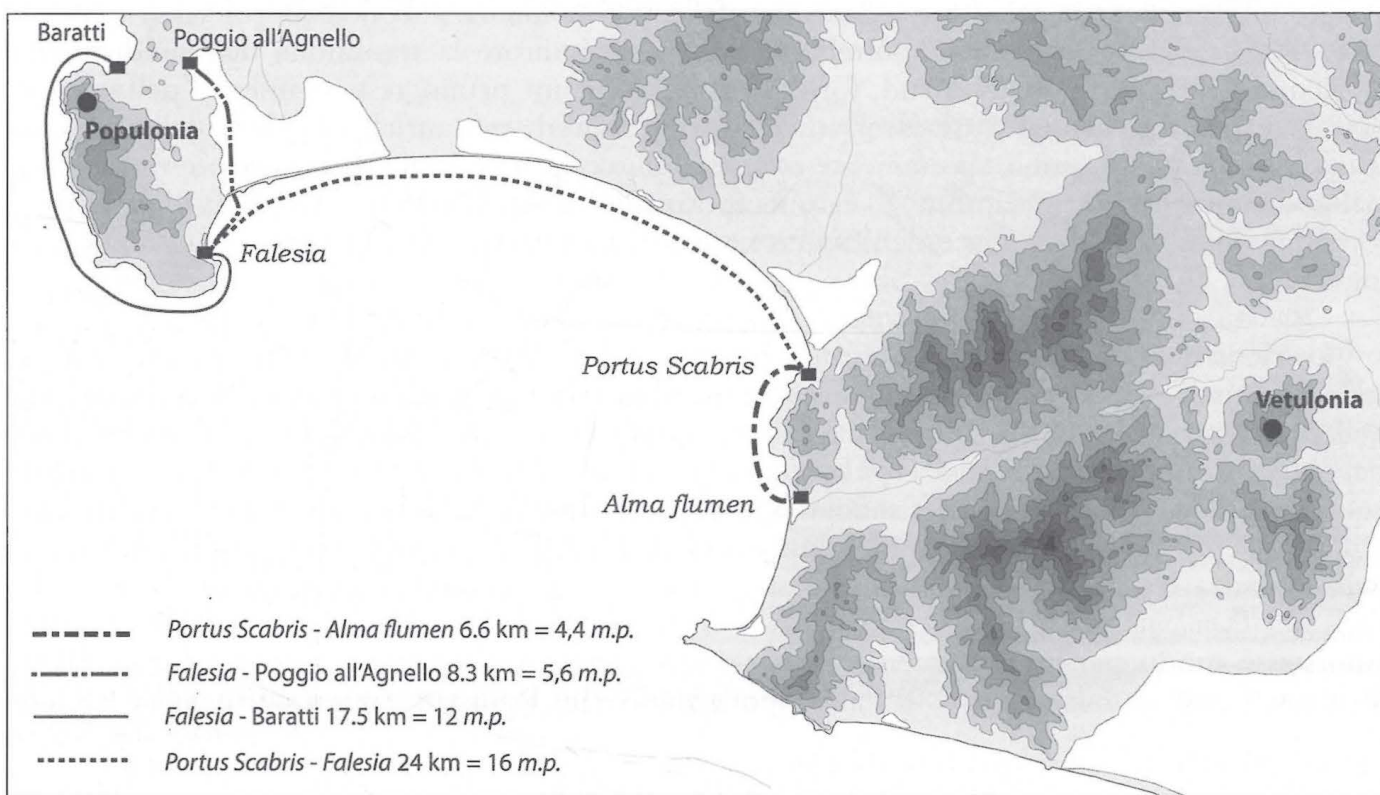 Baratti
Poggio all'Agnello
Populonia
Falesia
Portus Scabris
Vetulonia
Alma flumen
Portus Scabris - Alma flumen 6.6 km = 4,4 m.p.
Falesia - Poggio all'Agnello 8.3 km = 5,6 m.p.
Falesia - Baratti 17.5 km = 12 m.p.
Portus Scabris - Falesia 24 km = 16 m.p.